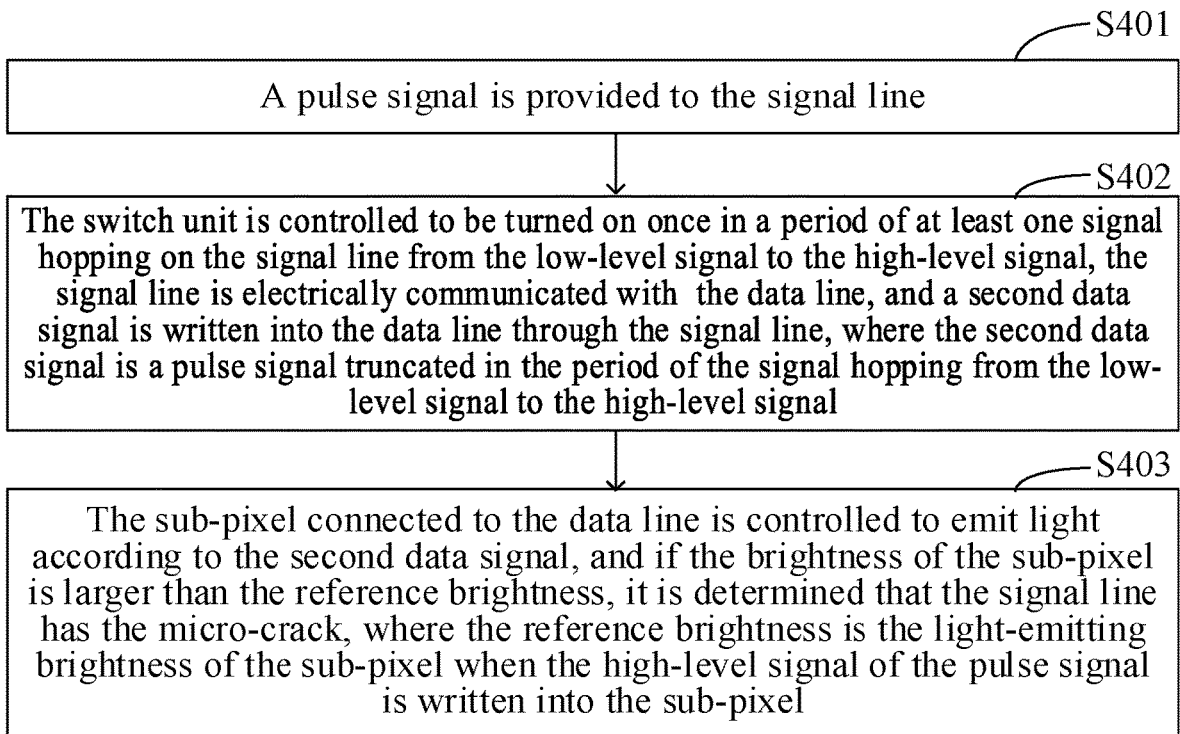 S401
A pulse signal is provided to the signal line
S402
The switch unit is controlled to be turned on once in a period of at least one signal
hopping on the signal line from the low-level signal to the high-level signal, the
signal line is electrically communicated with the data line, and a second data
signal is written into the data line through the signal line, where the second data
signal is a pulse signal truncated in the period of the signal hopping from the low-
level signal to the high-level signal
S403
The sub-pixel connected to the data line is controlled to emit light
according to the second data signal, and if the brightness of the sub-pixel
is larger than the reference brightness, it is determined that the signal line
has the micro-crack, where the reference brightness is the light-emitting
brightness of the sub-pixel when the high-level signal of the pulse signal
is written into the sub-pixel